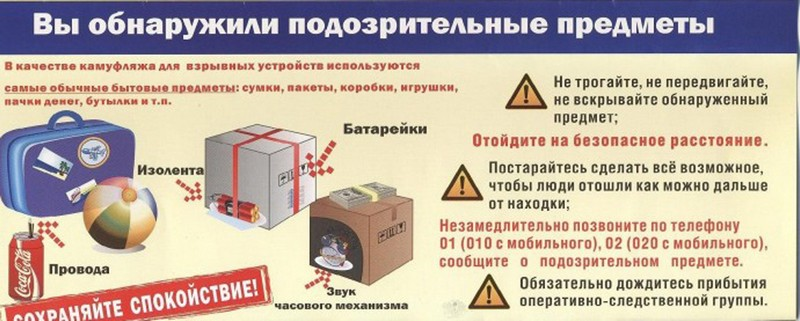 Вы обнаружили подозрительные предметы
В качестве камуфляжа для взрывных устройств используются
самые обычные бытовые предметы: сумки, пакеты, коробки, игрушки,
пачки денег, бутылки и т.п.
Батарейки
Изолента
Провода
Coca-Cola
Звук
часового механизма
СОХРАНЯЙТЕ СПОКОЙСТВИЕ!
Не трогайте, не передвигайте,
не вскрывайте обнаруженный
предмет;
Отойдите на безопасное расстояние.
Постарайтесь сделать всё возможное,
чтобы люди отошли как можно дальше
от находки;
Незамедлительно позвоните по телефону
01 (010 с мобильного), 02 (020 с мобильного),
сообщите о подозрительном предмете.
Обязательно дождитесь прибытия
оперативно-следственной группы.